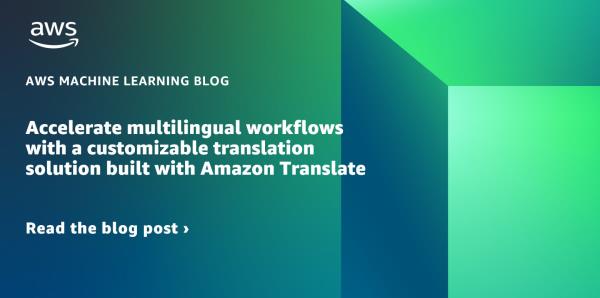 aws
AWS MACHINE LEARNING BLOG
Accelerate multilingual workflows
with a customizable translation
solution built with Amazon Translate
Read the blog post ›